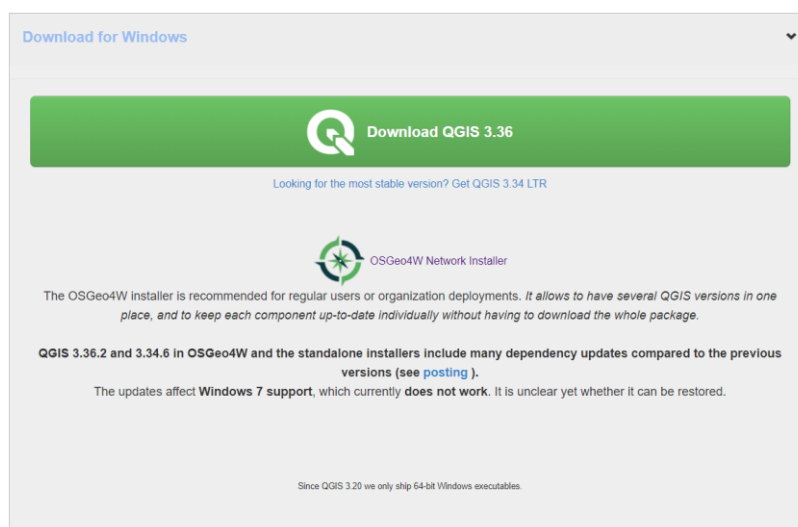 Download for Windows
Download QGIS 3.36
Looking for the most stable version? Get QGIS 3.34 LTR
OSGeo4W Network Installer
The OSGeo4W installer is recommended for regular users or organization deployments. It allows to have several QGIS versions in one
place, and to keep each component up-to-date individually without having to download the whole package.
QGIS 3.36.2 and 3.34.6 in OSGeo4W and the standalone installers include many dependency updates compared to the previous
versions (see posting ).
The updates affect Windows 7 support, which currently does not work. It is unclear yet whether it can be restored.
Since QGIS 3.20 we only ship 64-bit Windows executables.